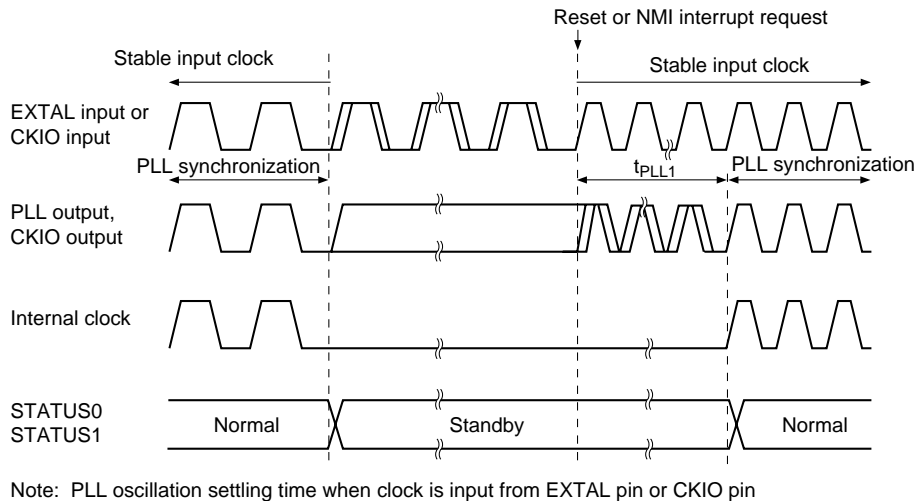 Reset or NMI interrupt request
Stable input clock
Stable input clock
EXTAL input or
CKIO input
PLL synchronization
tPLL1
PLL synchronization
PLL output,
CKIO output
Internal clock
STATUS0
STATUS1
Normal
Standby
Normal
Note: PLL oscillation settling time when clock is input from EXTAL pin or CKIO pin